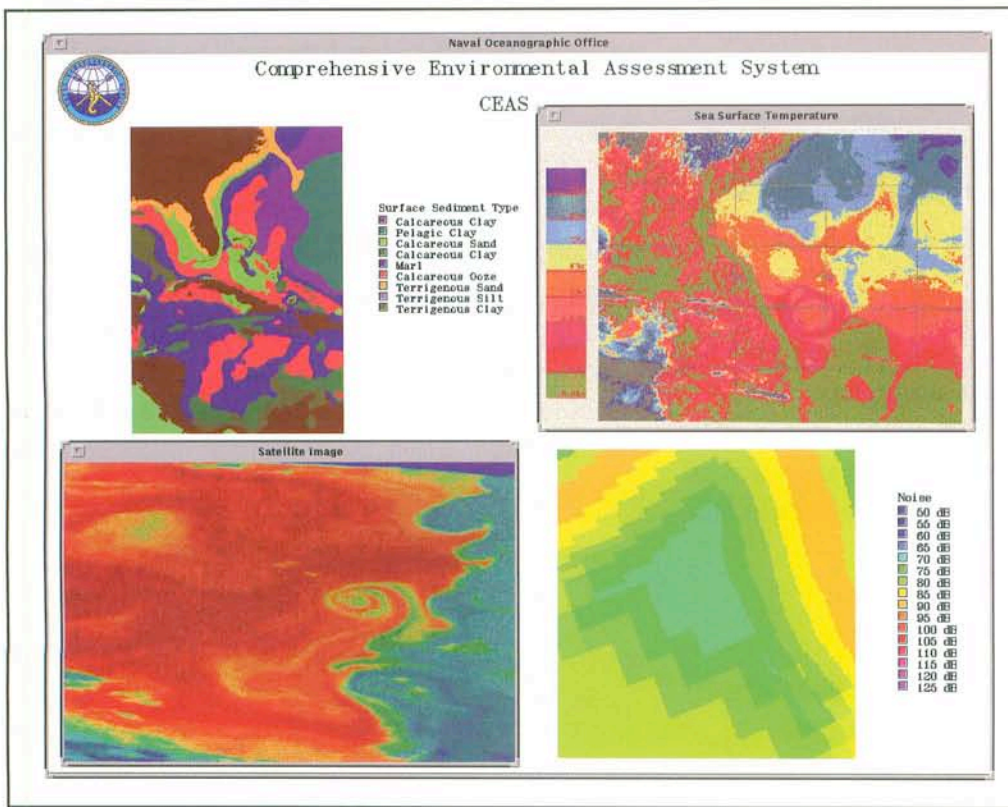 Naval Oceanographic Office
Comprehensive Environmental Assessment System
CEAS
Sea Surface Temperature
Surface Sediment Type
Calcareous Clay
Pelagic Clay
Calcareous Sand
Calcareous Clay
Marl
Calcareous Ooze
Terrigenous Sand
Terrigenous Silt
Terrigenous Clay
Satellite Image
Noise
50 dB
55 dB
60 dB
65 dB
70 dB
75 dB
80 dB
85 dB
90 dB
95 dB
100 dB
105 dB
110 dB
115 dB
120 dB
125 dB